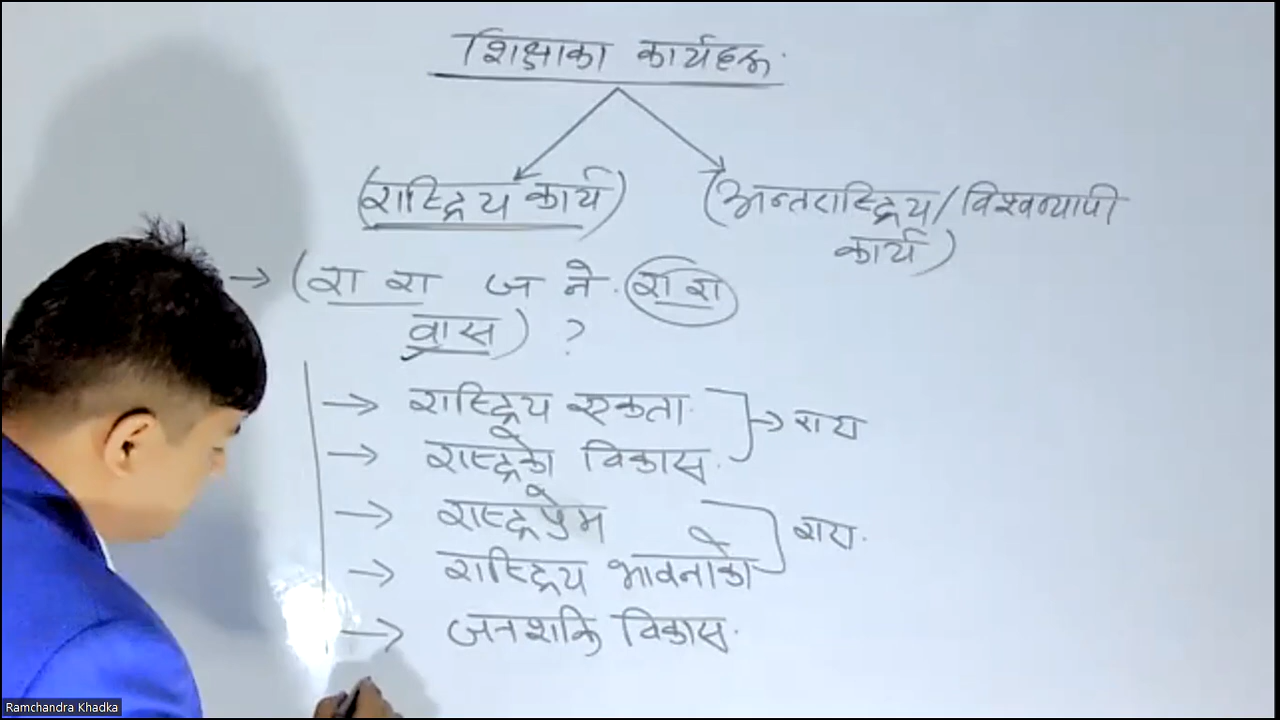 शिक्षाका कार्यहरू
(राष्ट्रिय कार्य)
(अन्तराष्ट्रिय/विश्वव्यापी
कार्य)
→ (रा रा ज ने. रा रा
वास) ?
→ राष्ट्रिय एकता
→ राष्ट्रको विकास.
→ राष्ट्रप्रेम
→ राष्ट्रिय भावनाको
→ जनशक्ति विकास.
Ramchandra Khadka